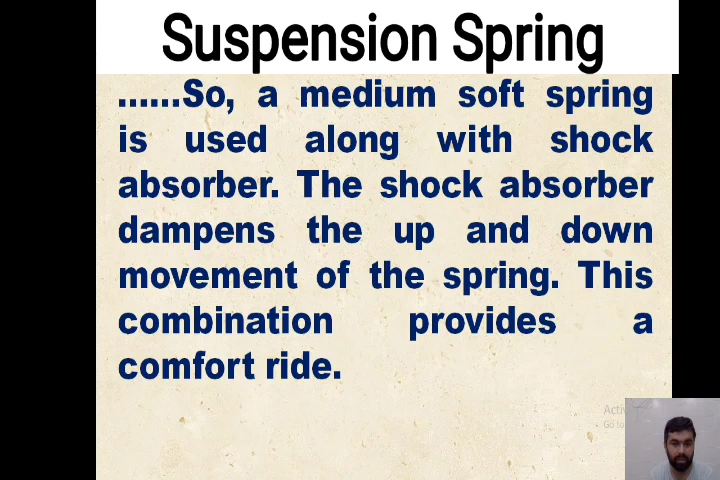 Suspension Spring
......So, a medium soft spring
is used along with shock
absorber. The shock absorber
dampens the up and down
movement of the spring. This
combination provides a
comfort ride.